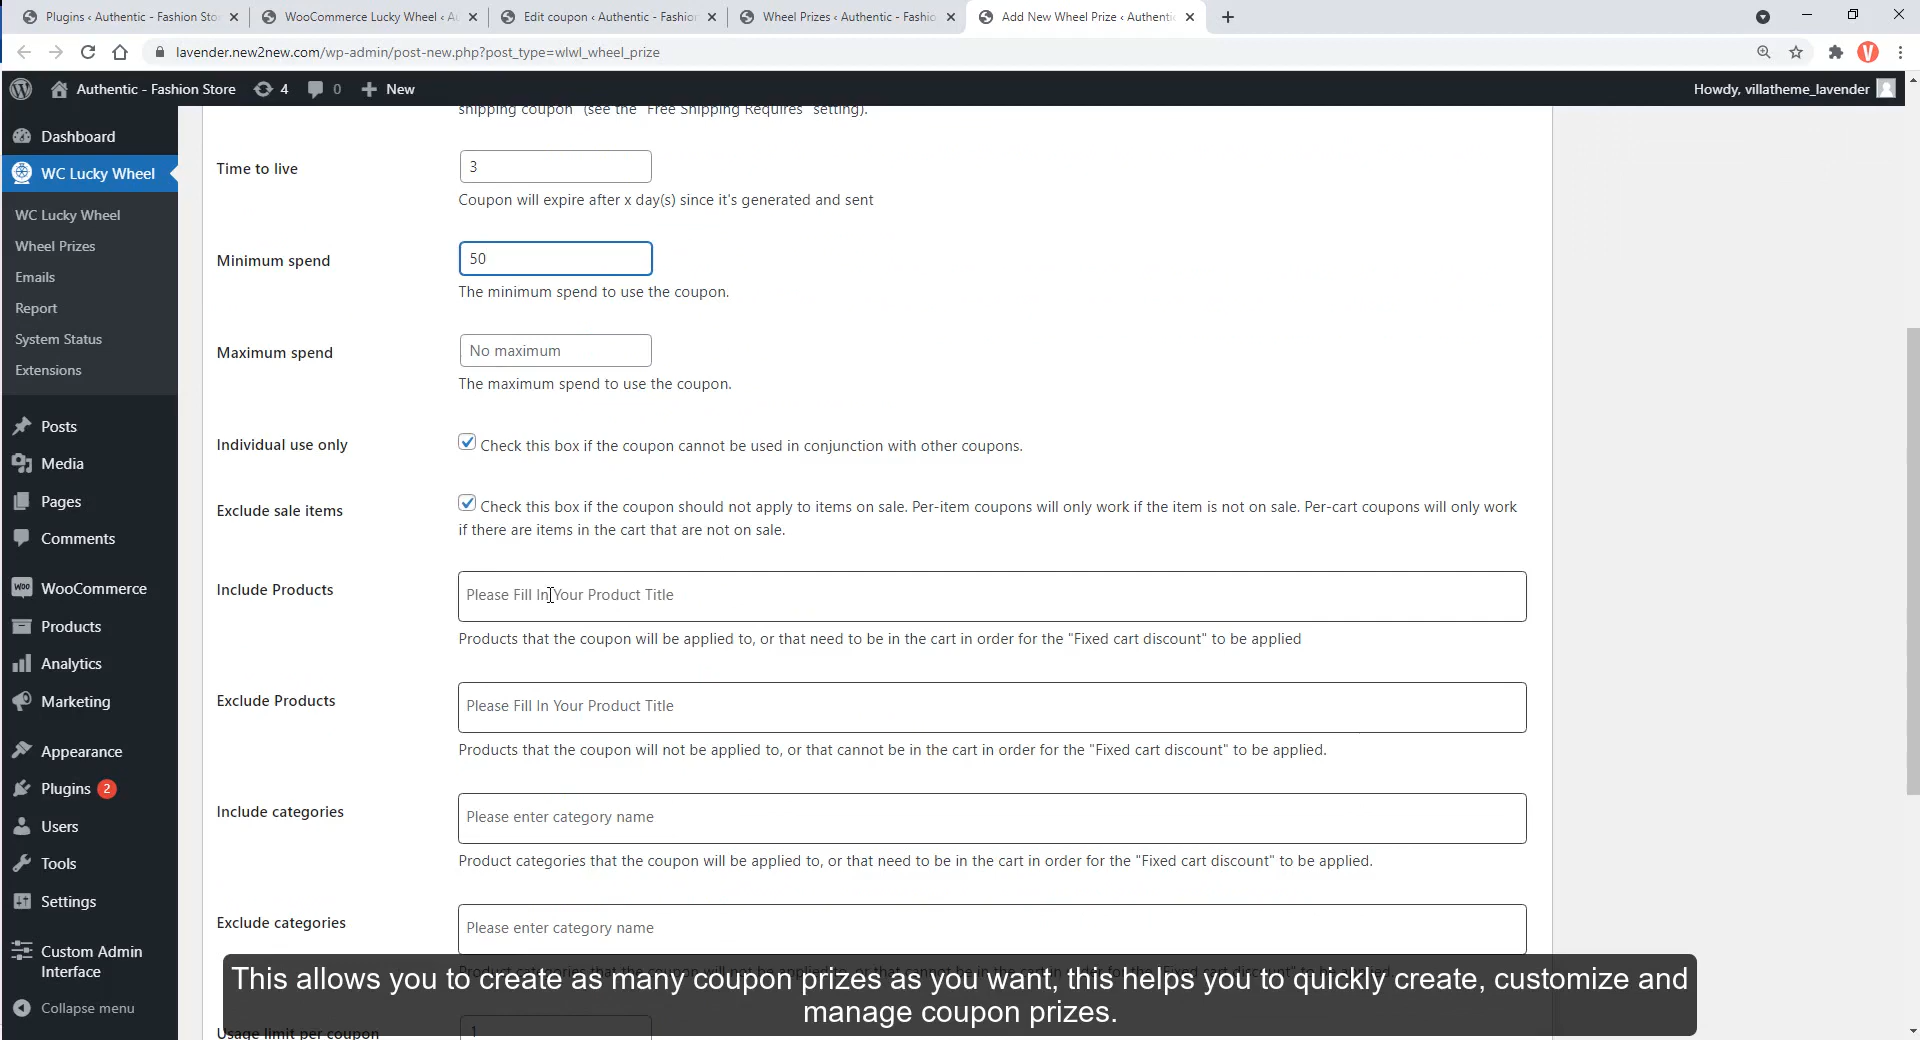 Plugins ‹ Authentic - Fashion Sto
WooCommerce Lucky Wheel ‹ Au
Edit coupon ‹ Authentic - Fashion
Wheel Prizes ‹ Authentic - Fashio
Add New Wheel Prize ‹ Authentic
lavender.new2new.com/wp-admin/post-new.php?post_type=wlwl_wheel_prize
V
Authentic - Fashion Store
4
0
New
Howdy, villatheme_lavender
Dashboard
WC Lucky Wheel
WC Lucky Wheel
Wheel Prizes
Emails
Report
System Status
Extensions
Posts
Media
Pages
Comments
Woo
WooCommerce
Products
Analytics
Marketing
Appearance
Plugins 2
Users
Tools
Settings
Custom Admin
Interface
Collapse menu
shipping coupon" (see the "Free Shipping Requires" setting).
Time to live
3
Coupon will expire after x day(s) since it's generated and sent
Minimum spend
50
The minimum spend to use the coupon.
Maximum spend
No maximum
The maximum spend to use the coupon.
Individual use only
Check this box if the coupon cannot be used in conjunction with other coupons.
Exclude sale items
Check this box if the coupon should not apply to items on sale. Per-item coupons will only work if the item is not on sale. Per-cart coupons will only work
if there are items in the cart that are not on sale.
Include Products
Please Fill In Your Product Title
Products that the coupon will be applied to, or that need to be in the cart in order for the "Fixed cart discount" to be applied
Exclude Products
Please Fill In Your Product Title
Products that the coupon will not be applied to, or that cannot be in the cart in order for the "Fixed cart discount" to be applied.
Include categories
Please enter category name
Product categories that the coupon will be applied to, or that need to be in the cart in order for the "Fixed cart discount" to be applied.
Exclude categories
Please enter category name
This allows you to create as many coupon prizes as you want, this helps you to quickly create, customize and
manage coupon prizes.
Usage limit per coupon
1